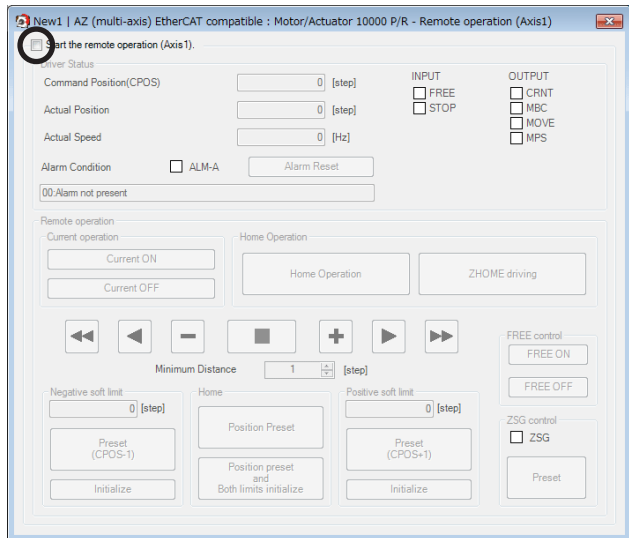 New1 | AZ (multi-axis) EtherCAT compatible : Motor/Actuator 10000 P/R - Remote operation (Axis1)
Start the remote operation (Axis1).
Driver Status
Command Position(CPOS) 0 [step]
Actual Position 0 [step]
Actual Speed 0 [Hz]
INPUT
FREE
STOP
OUTPUT
CRNT
MBC
MOVE
MPS
Alarm Condition ALM-A Alarm Reset
00:Alarm not present
Remote operation
Current operation
Current ON
Current OFF
Home Operation
Home Operation
ZHOME driving
Minimum Distance 1 [step]
FREE control
FREE ON
FREE OFF
Negative soft limit
0 [step]
Preset
(CPOS-1)
Initialize
Home
Position Preset
Position preset
and
Both limits initialize
Positive soft limit
0 [step]
Preset
(CPOS+1)
Initialize
ZSG control
ZSG
Preset